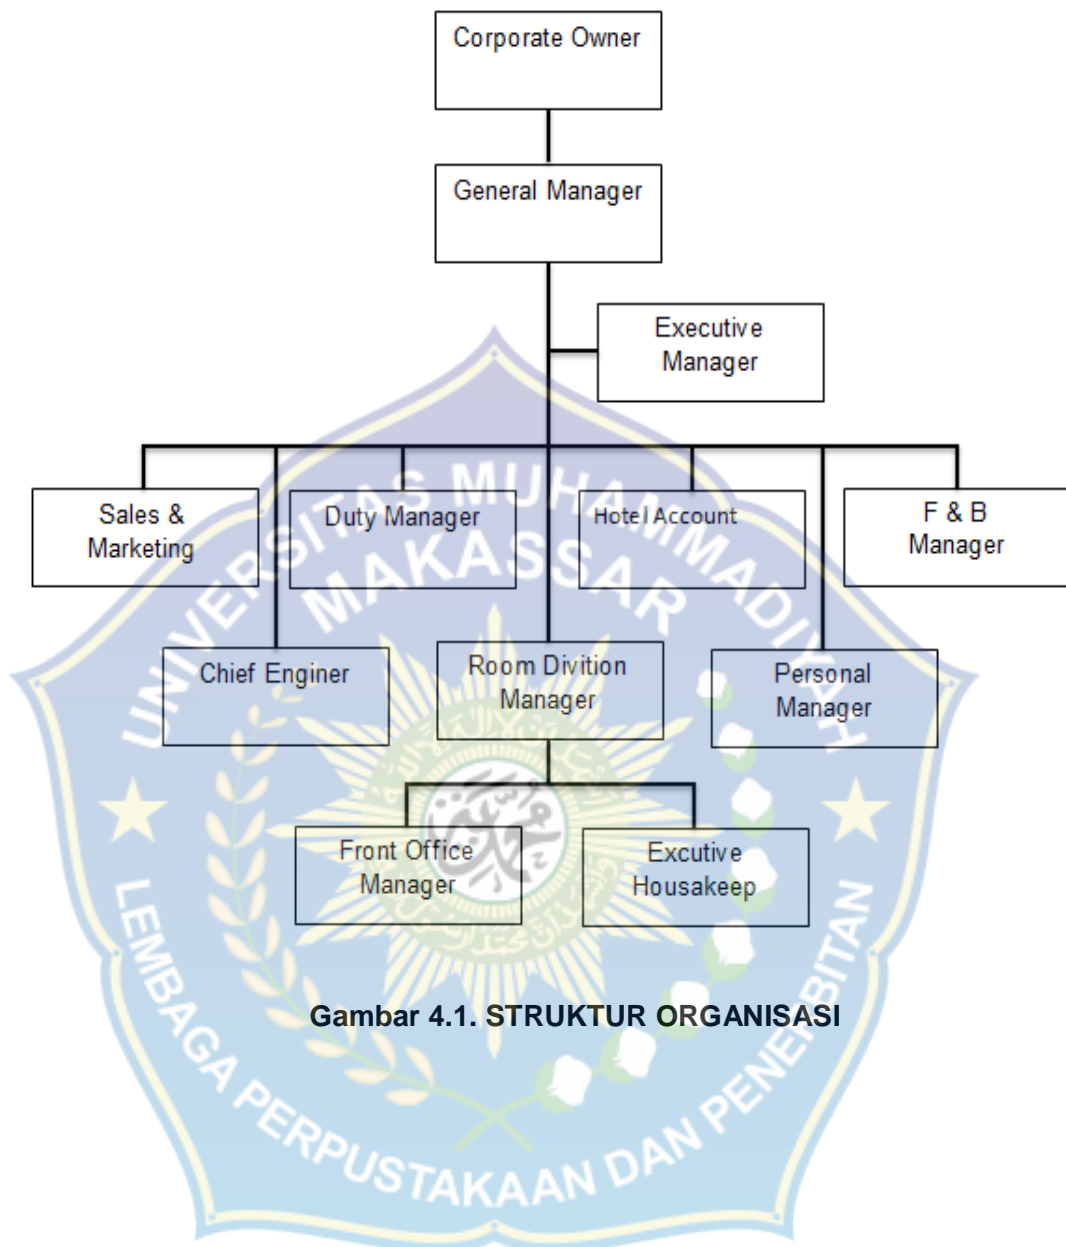 Corporate Owner
General Manager
Executive
Manager
Sales &
Marketing
Duty Manager
Hotel Account
F & B
Manager
Chief Enginer
Room Divition
Manager
Personal
Manager
Front Office
Manager
Excutive
Housakeep
Gambar 4.1. STRUKTUR ORGANISASI
UNIVERSITAS MUHAMMADIYAH
MAKASSAR
LEMBAGA PERPUSTAKAAN DAN PENERBITAN